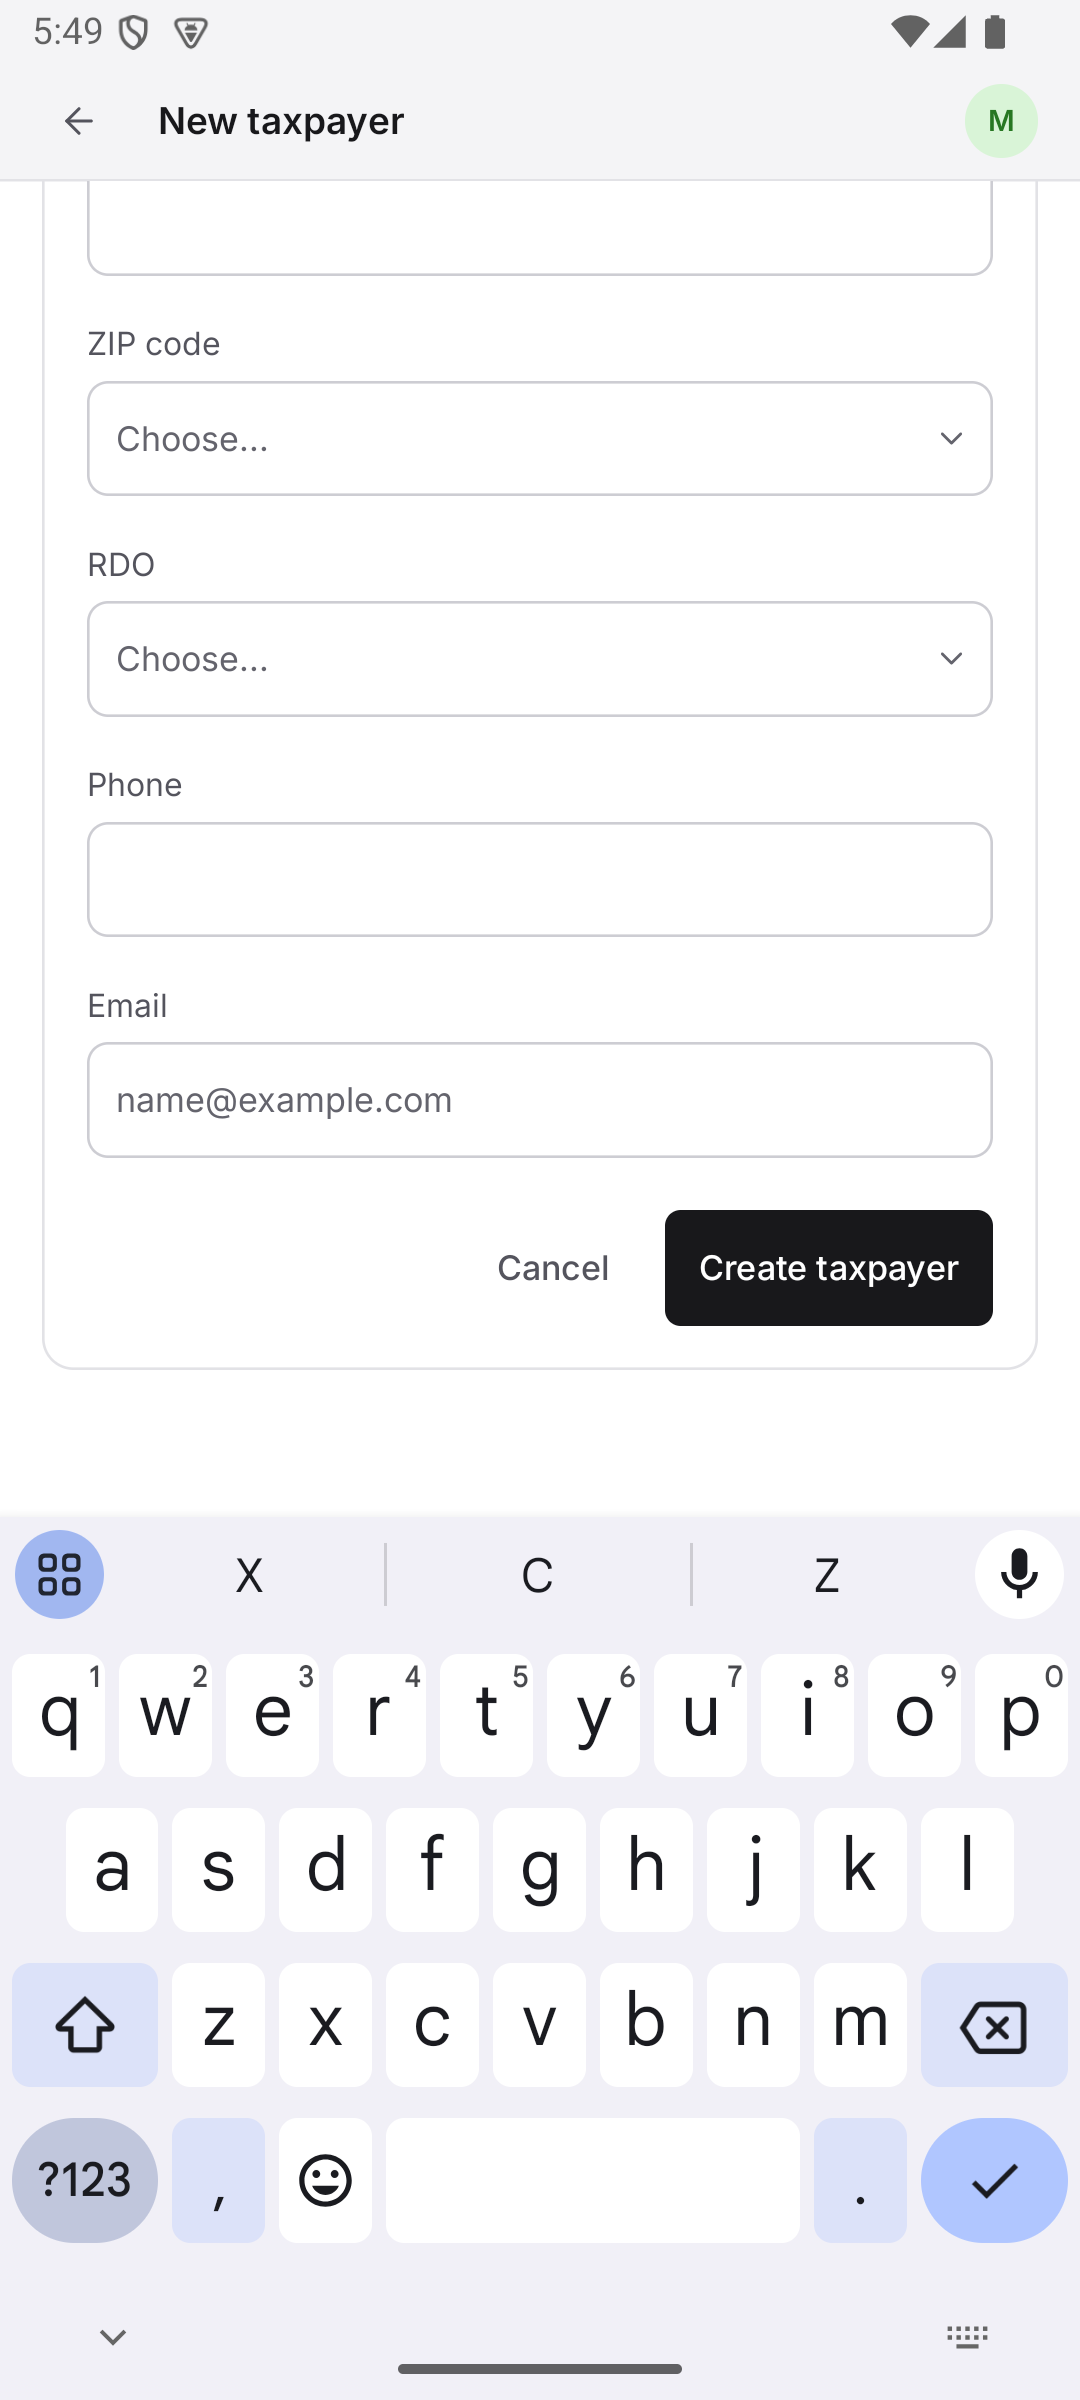 5:49
New taxpayer
M
ZIP code
Choose...
RDO
Choose...
Phone
Email
name@example.com
Cancel
Create taxpayer
X C Z
q 1 w 2 e 3 r 4 t 5 y 6 u 7 i 8 o 9 p 0
a s d f g h j k l
z x c v b n m
?123 , .